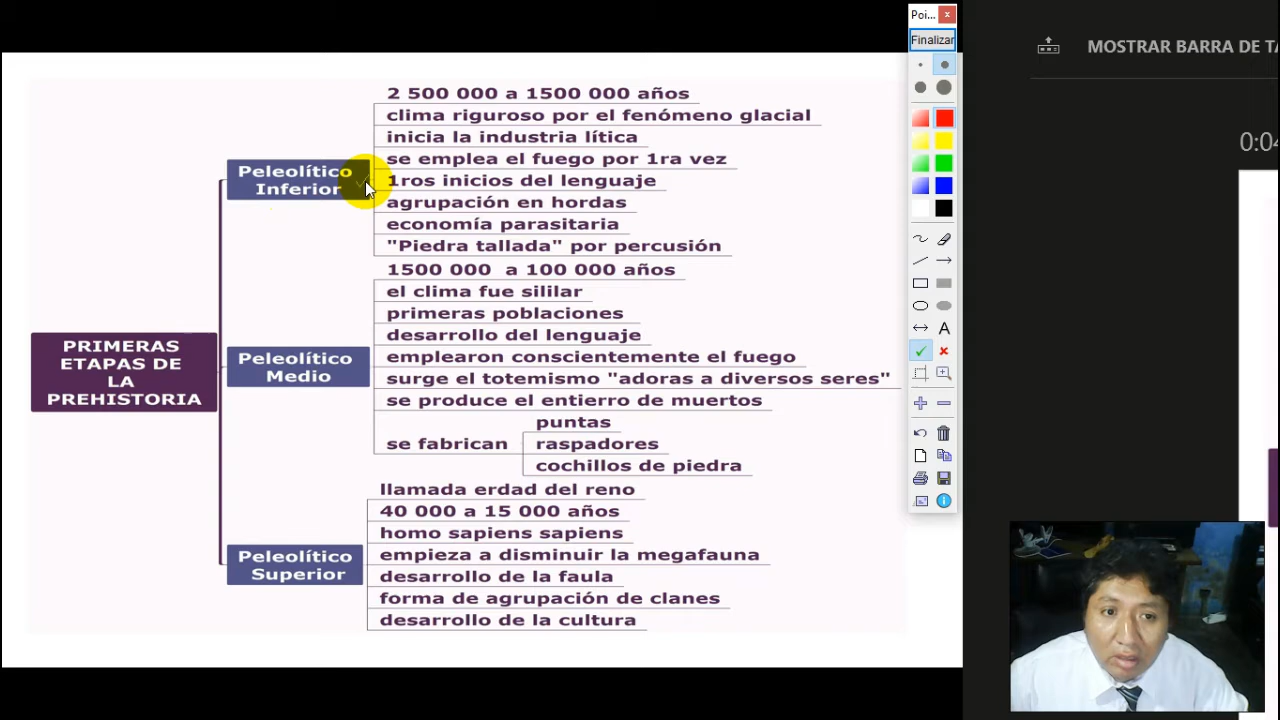 Poi...
Finalizar
MOSTRAR BARRA DE TA
0:04
PRIMERAS
ETAPAS DE
LA
PREHISTORIA
Peleolítico
Inferior
2 500 000 a 1500 000 años
clima riguroso por el fenómeno glacial
inicia la industria lítica
se emplea el fuego por 1ra vez
1ros inicios del lenguaje
agrupación en hordas
economía parasitaria
"Piedra tallada" por percusión
Peleolítico
Medio
1500 000 a 100 000 años
el clima fue sililar
primeras poblaciones
desarrollo del lenguaje
emplearon conscientemente el fuego
surge el totemismo "adoras a diversos seres"
se produce el entierro de muertos
se fabrican
puntas
raspadores
cochillos de piedra
Peleolítico
Superior
llamada erdad del reno
40 000 a 15 000 años
homo sapiens sapiens
empieza a disminuir la megafauna
desarrollo de la faula
forma de agrupación de clanes
desarrollo de la cultura
A